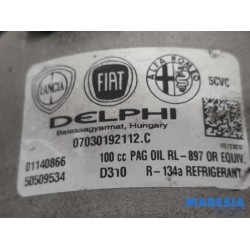 LANCIA FIAT ALFA ROMEO 5CVC
DELPHI
Balassagyarmat, Hungary
07030192112.C
01140866 100 cc PAG OIL RL-897 OR EQUIV.
50509534 D310 R-134a REFRIGERANT
MARESIA